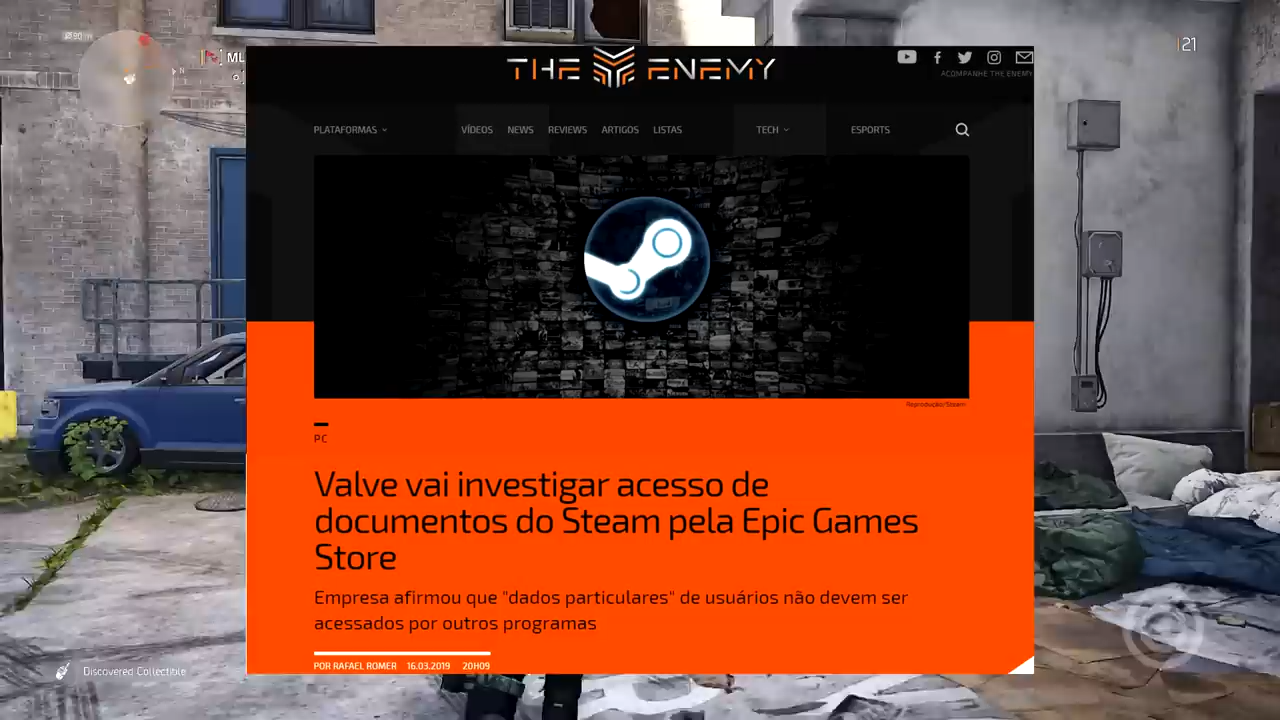 21
THE ENEMY
ACOMPANHE THE ENEMY
PLATAFORMAS VÍDEOS NEWS REVIEWS ARTIGOS LISTAS TECH ESPORTS
Reprodução/Steam
PC
Valve vai investigar acesso de
documentos do Steam pela Epic Games
Store
Empresa afirmou que "dados particulares" de usuários não devem ser
acessados por outros programas
POR RAFAEL ROMER 16.03.2019 20H09
Discovered Collectible